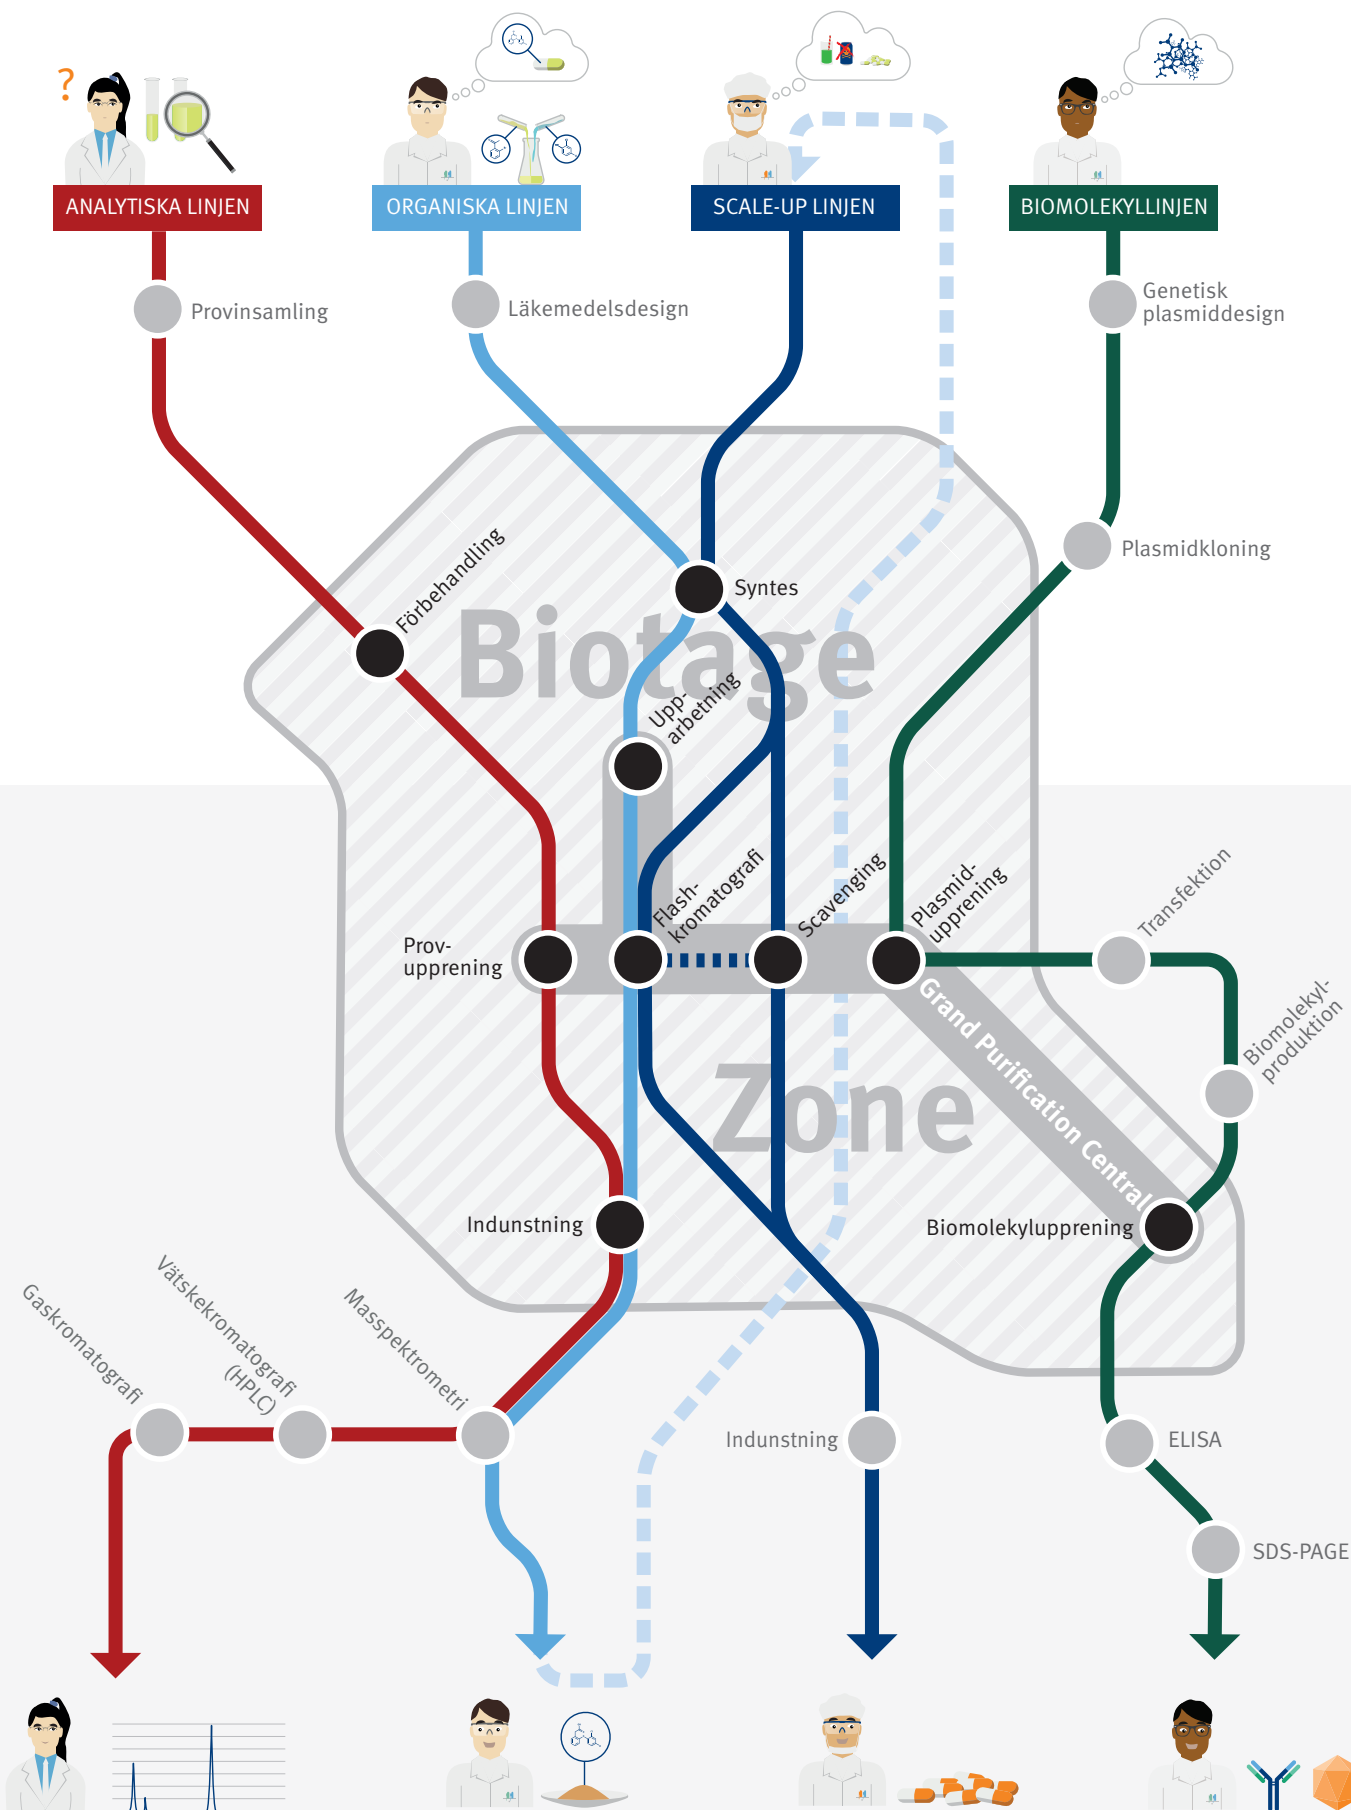 ?
ANALYTISKA LINJEN
ORGANISKA LINJEN
SCALE-UP LINJEN
BIOMOLEKYLLINJEN
Provinsamling
Läkemedelsdesign
Genetisk
plasmiddesign
Plasmidkloning
Förbehandling
Syntes
Biotage
Upp-
arbetning
Flash-
kromatografi
Scavenging
Plasmid-
upprening
Transfektion
Prov-
upprening
Grand Purification Central
Biomolekyl-
produktion
Zone
Indunstning
Biomolekylupprening
Gaskromatografi
Vätskekromatografi
(HPLC)
Masspektrometri
Indunstning
ELISA
SDS-PAGE